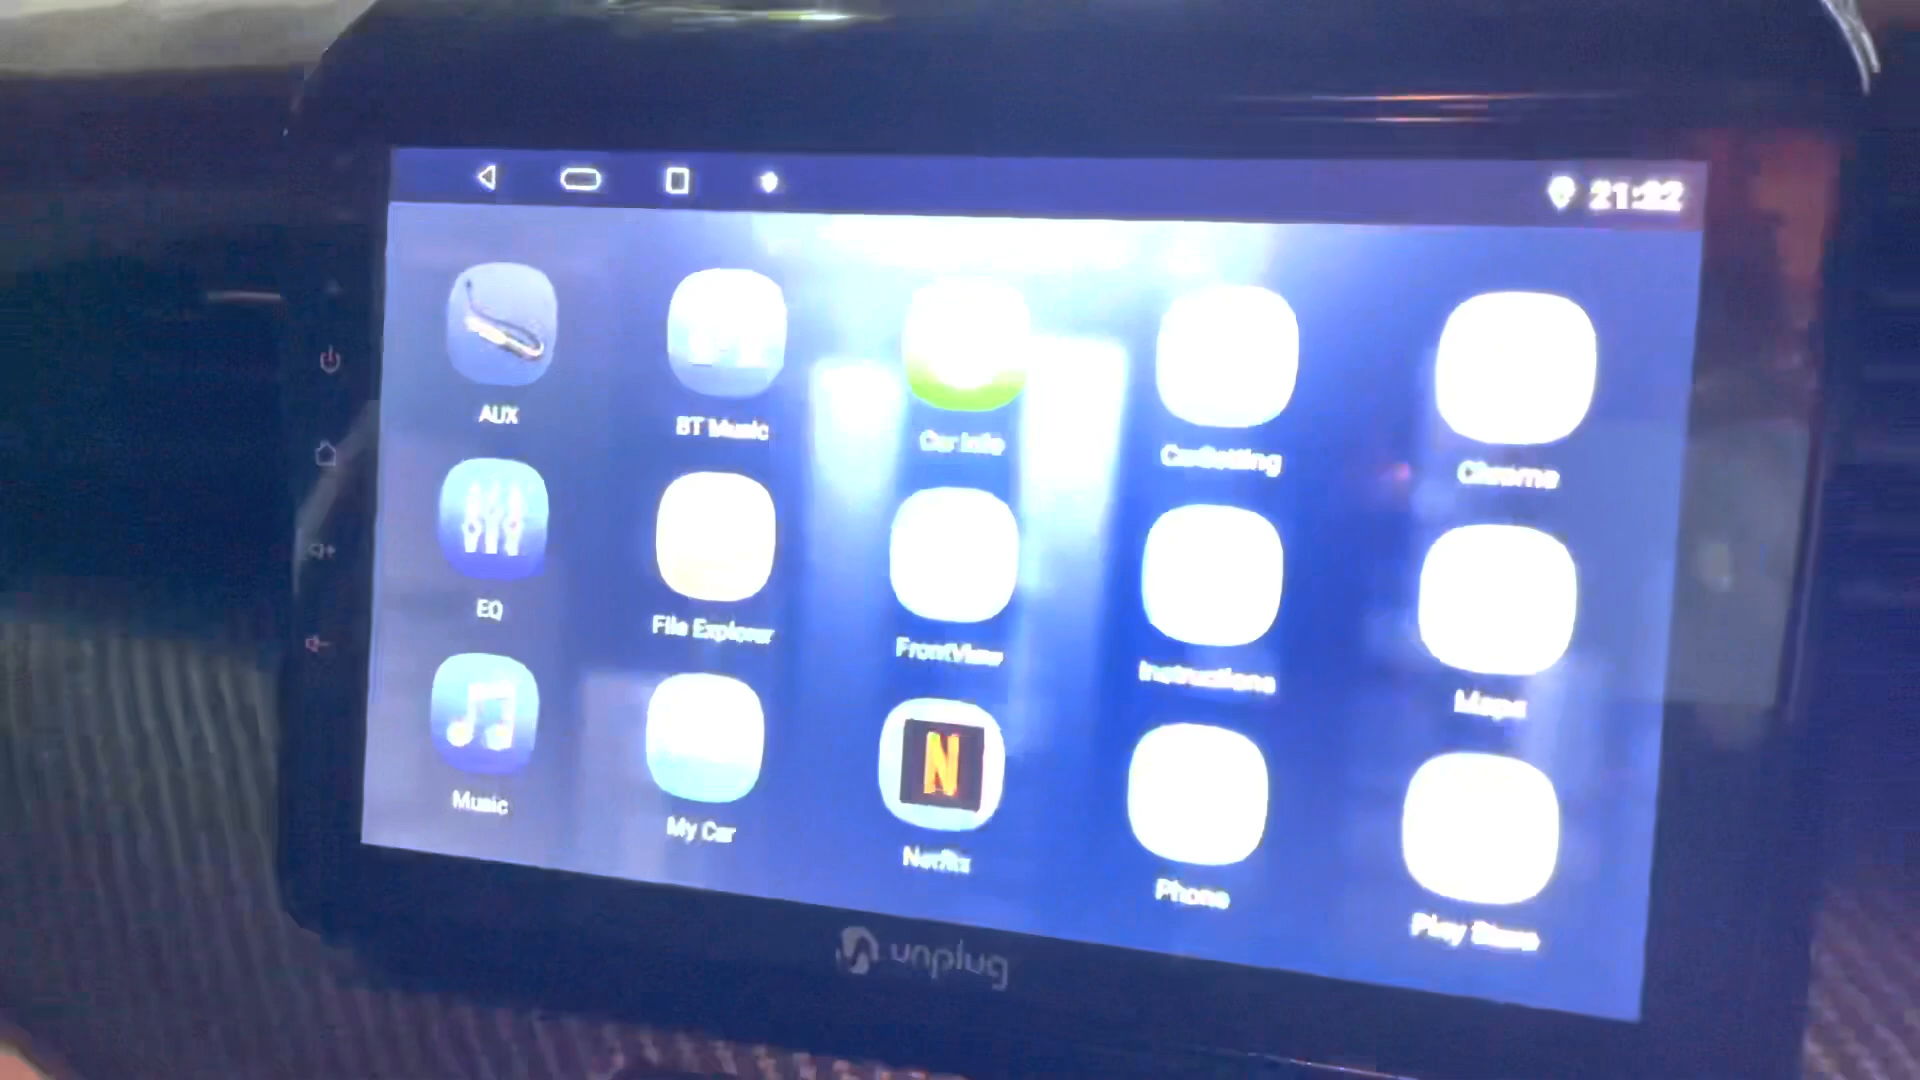 21:22
AUX
BT Music
Car Info
CarSetting
Chrome
EQ
File Explorer
FrontView
Instructions
Maps
Music
My Car
N
Netflix
Phone
Play Store
unplug